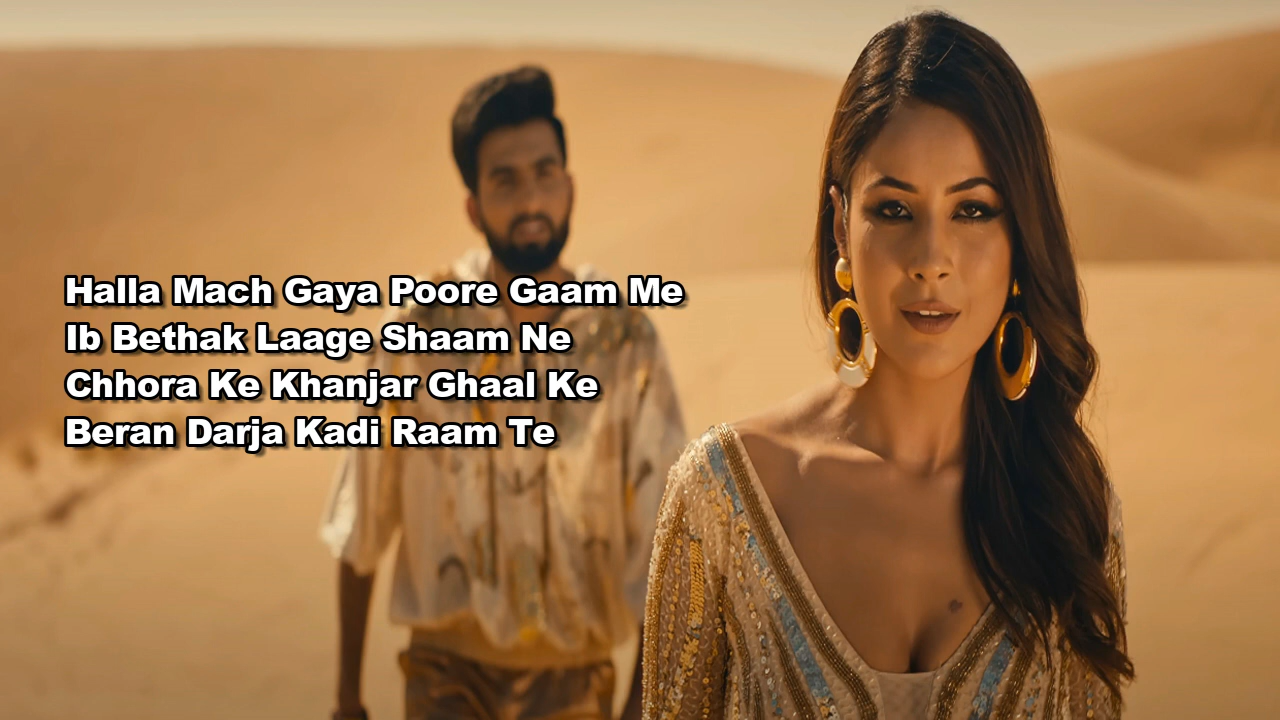 Halla Mach Gaya Poore Gaam Me
Ib Bethak Laage Shaam Ne
Chhora Ke Khanjar Ghaal Ke
Beran Darja Kadi Raam Te